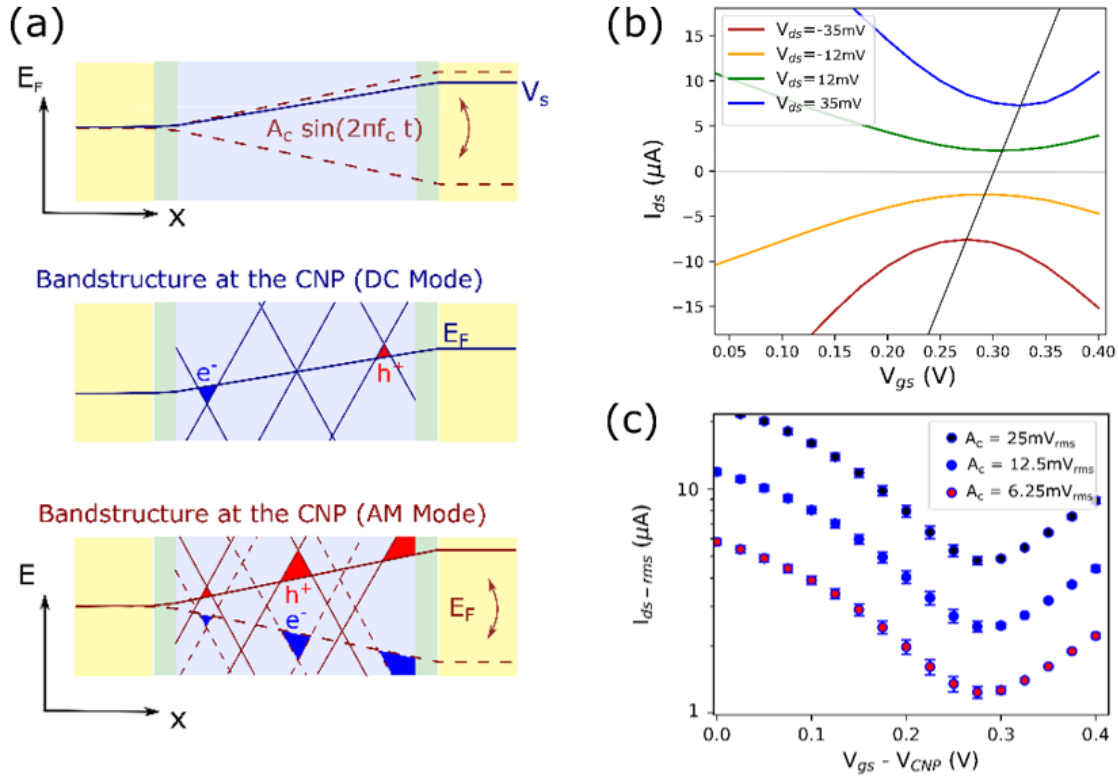 (a)
E_F
V_s
A_c sin(2πf_c t)
x
Bandstructure at the CNP (DC Mode)
E_F
e⁻
h⁺
Bandstructure at the CNP (AM Mode)
E
h⁺
e⁻
E_F
x
(b)
V_ds=-35mV
V_ds=-12mV
V_ds=12mV
V_ds= 35mV
I_ds (μA)
15
10
5
0
−5
−10
−15
0.05 0.10 0.15 0.20 0.25 0.30 0.35 0.40
V_gs (V)
(c)
A_c = 25mV_rms
A_c = 12.5mV_rms
A_c = 6.25mV_rms
I_ds−rms (μA)
10
1
0.0 0.1 0.2 0.3 0.4
V_gs - V_CNP (V)